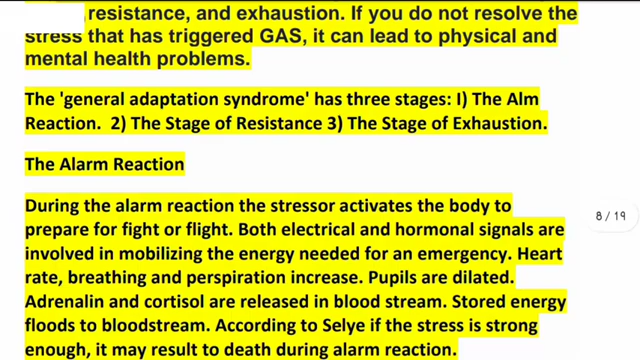 resistance, and exhaustion. If you do not resolve the
stress that has triggered GAS, it can lead to physical and
mental health problems.
The 'general adaptation syndrome' has three stages: I) The Alm
Reaction. 2) The Stage of Resistance 3) The Stage of Exhaustion.
The Alarm Reaction
During the alarm reaction the stressor activates the body to
prepare for fight or flight. Both electrical and hormonal signals are
involved in mobilizing the energy needed for an emergency. Heart
rate, breathing and perspiration increase. Pupils are dilated.
Adrenalin and cortisol are released in blood stream. Stored energy
floods to bloodstream. According to Selye if the stress is strong
enough, it may result to death during alarm reaction.
8 / 19